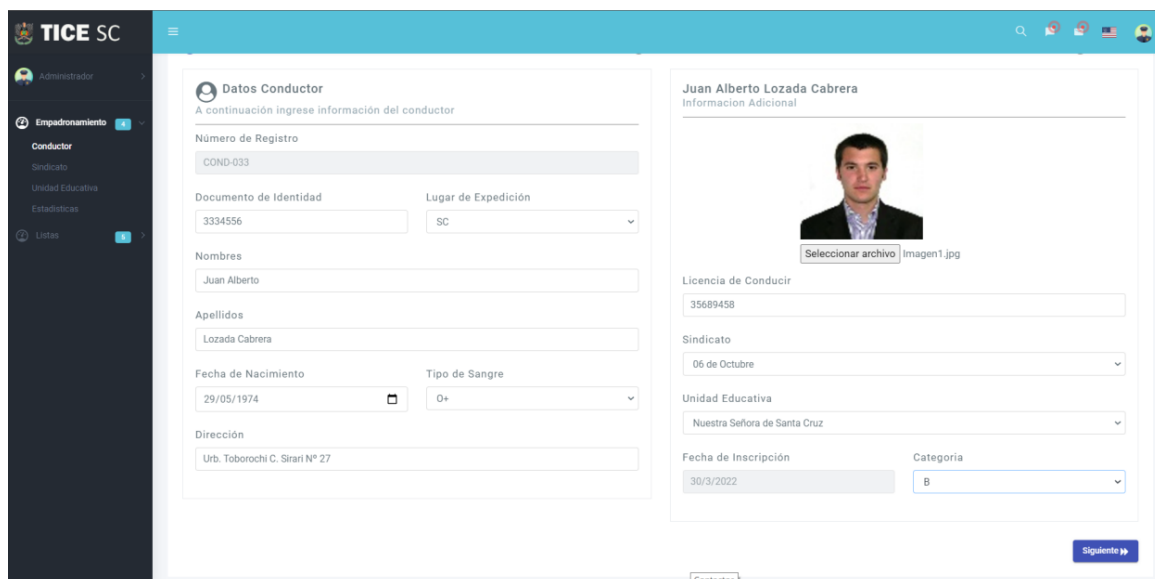 TICE SC
Administrador
Empadronamiento 4
Conductor
Sindicato
Unidad Educativa
Estadisticas
Listas 5
Datos Conductor
A continuación ingrese información del conductor
Número de Registro
COND-033
Documento de Identidad Lugar de Expedición
3334556 SC
Nombres
Juan Alberto
Apellidos
Lozada Cabrera
Fecha de Nacimiento Tipo de Sangre
29/05/1974 O+
Dirección
Urb. Toborochi C. Sirari Nº 27
Juan Alberto Lozada Cabrera
Informacion Adicional
Seleccionar archivo Imagen1.jpg
Licencia de Conducir
35689458
Sindicato
06 de Octubre
Unidad Educativa
Nuestra Señora de Santa Cruz
Fecha de Inscripción Categoria
30/3/2022 B
Siguiente